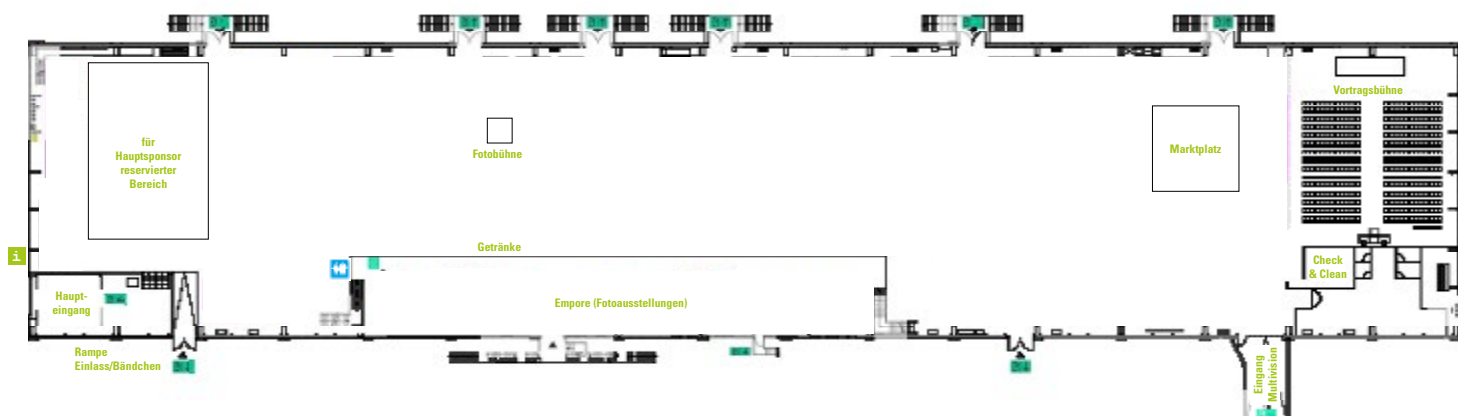 Vortragsbühne
für
Hauptsponsor
reservierter
Bereich
Fotobühne
Marktplatz
Getränke
i
Check
& Clean
Haupt-
eingang
Empore (Fotoausstellungen)
Rampe
Einlass/Bändchen
Eingang
Multivision